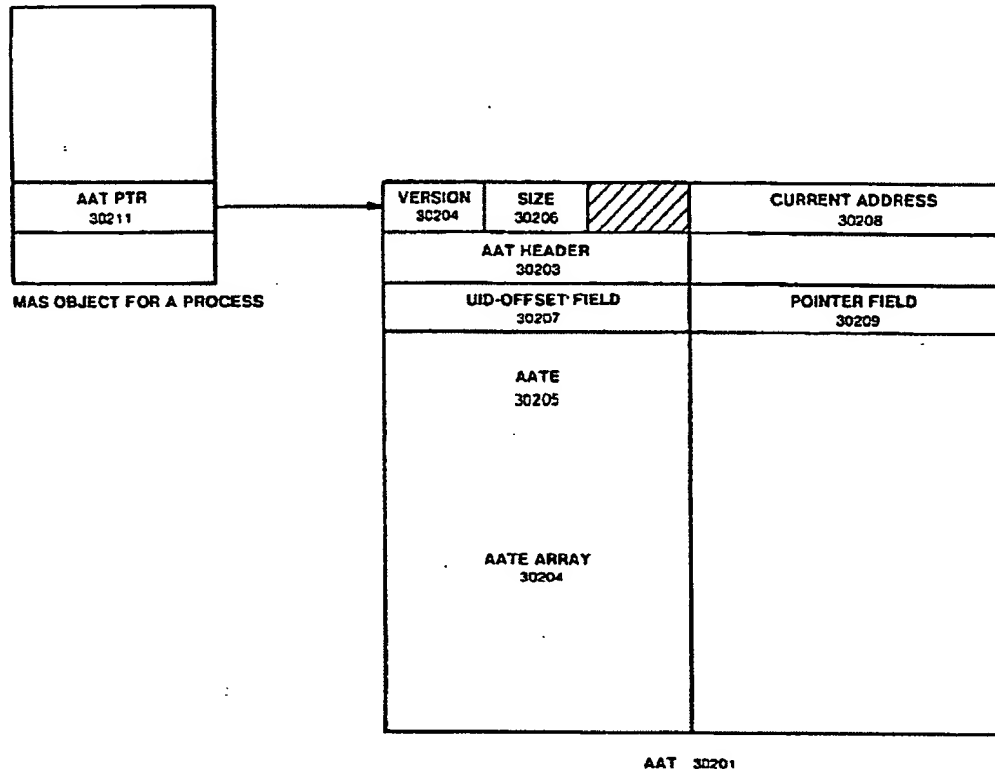 AAT PTR
30211
MAS OBJECT FOR A PROCESS
VERSION
30204
SIZE
30206
CURRENT ADDRESS
30208
AAT HEADER
30203
UID-OFFSET FIELD
30207
POINTER FIELD
30209
AATE
30205
AATE ARRAY
30204
AAT 30201